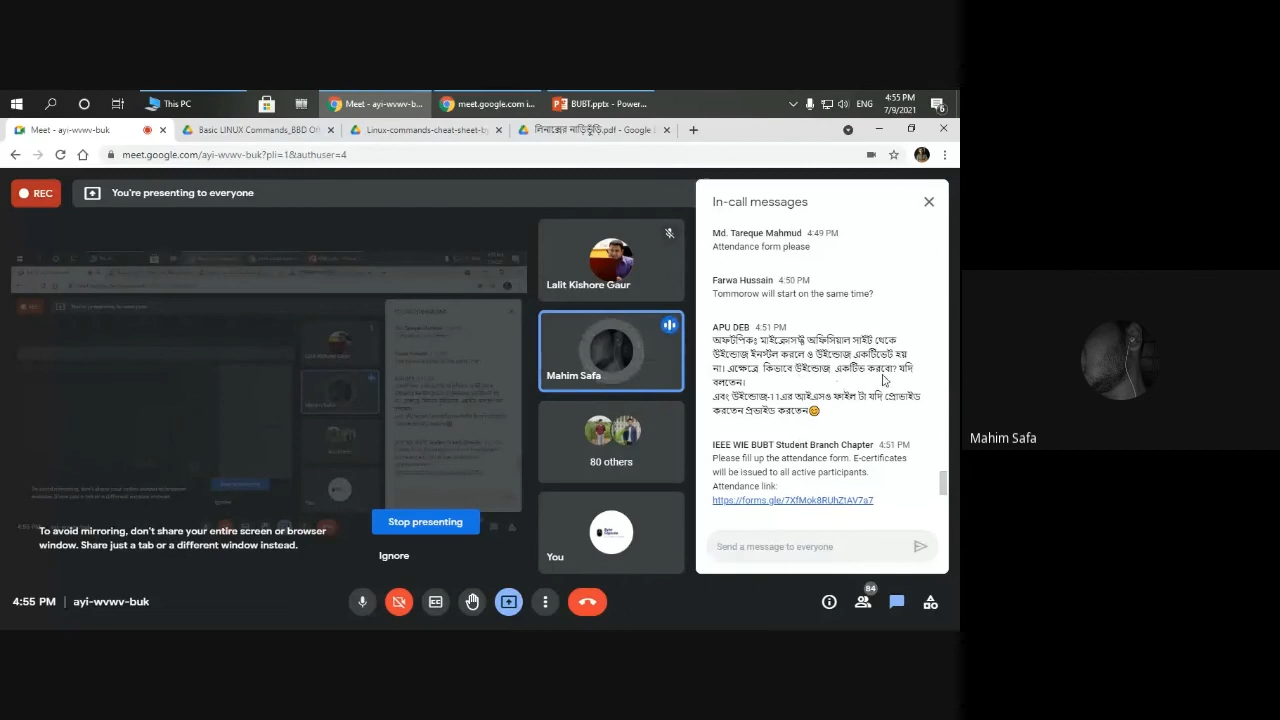 This PC
Meet - ayi-wvwv-b...
meet.google.com i...
BUBT.pptx - Power...
ENG
4:55 PM
7/9/2021
6
Meet - ayi-wvwv-buk
Basic LINUX Commands_BBD Of
Linux-commands-cheat-sheet-b
লিনাক্সের নাড়িভুঁড়ি.pdf - Google
meet.google.com/ayi-wvwv-buk?pli=1&authuser=4
REC
You're presenting to everyone
In-call messages
Md. Tareque Mahmud 4:49 PM
Attendance form please
Farwa Hussain 4:50 PM
Tommorow will start on the same time?
APU DEB 4:51 PM
অফটপিকঃ মাইক্রোসফ্ট অফিসিয়াল সাইট থেকে
উইন্ডোজ ইনস্টল করলে ও উইন্ডোজ একটিভেট হয়
না। এক্ষেত্রে কিভাবে উইন্ডোজ একটিভ করবো? যদি
বলতেন।
এবং উইন্ডোজ-11এর আইএসও ফাইল টা যদি প্রোভাইড
করতেন প্রভাইড করতেন😊
IEEE WIE BUBT Student Branch Chapter 4:51 PM
Please fill up the attendance form. E-certificates
will be issued to all active participants.
Attendance link:
https://forms.gle/7XfMok8RUhZtAV7a7
Send a message to everyone
Lalit Kishore Gaur
Mahim Safa
80 others
You
To avoid mirroring, don't share your entire screen or browser
window. Share just a tab or a different window instead.
Stop presenting
Ignore
4:55 PM | ayi-wvwv-buk
84
Mahim Safa